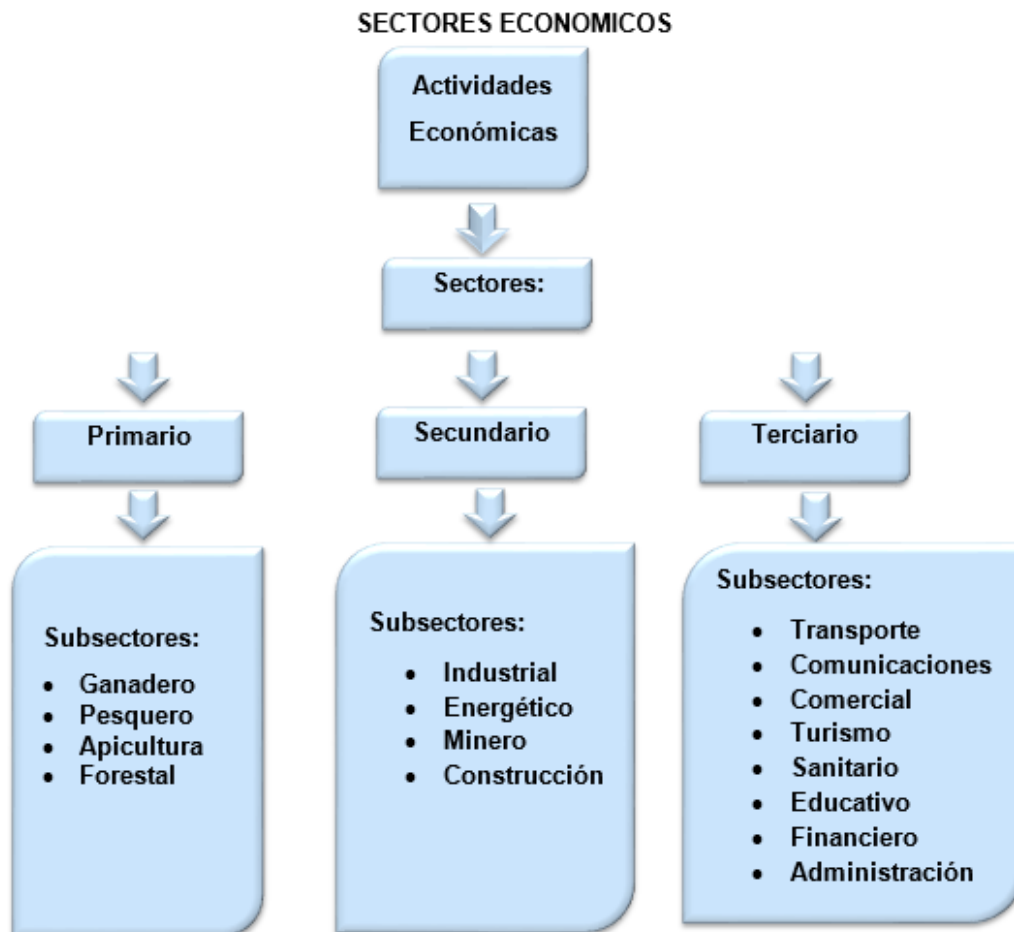 SECTORES ECONOMICOS
Actividades
Económicas
Sectores:
Primario
Secundario
Terciario
Subsectores:
• Ganadero
• Pesquero
• Apicultura
• Forestal
Subsectores:
• Industrial
• Energético
• Minero
• Construcción
Subsectores:
• Transporte
• Comunicaciones
• Comercial
• Turismo
• Sanitario
• Educativo
• Financiero
• Administración